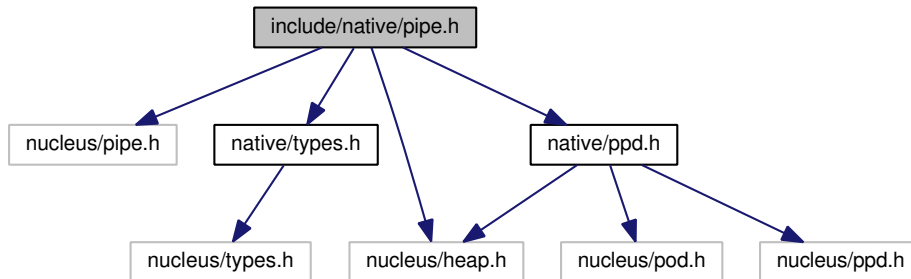 include/native/pipe.h
nucleus/pipe.h
native/types.h
native/ppd.h
nucleus/types.h
nucleus/heap.h
nucleus/pod.h
nucleus/ppd.h